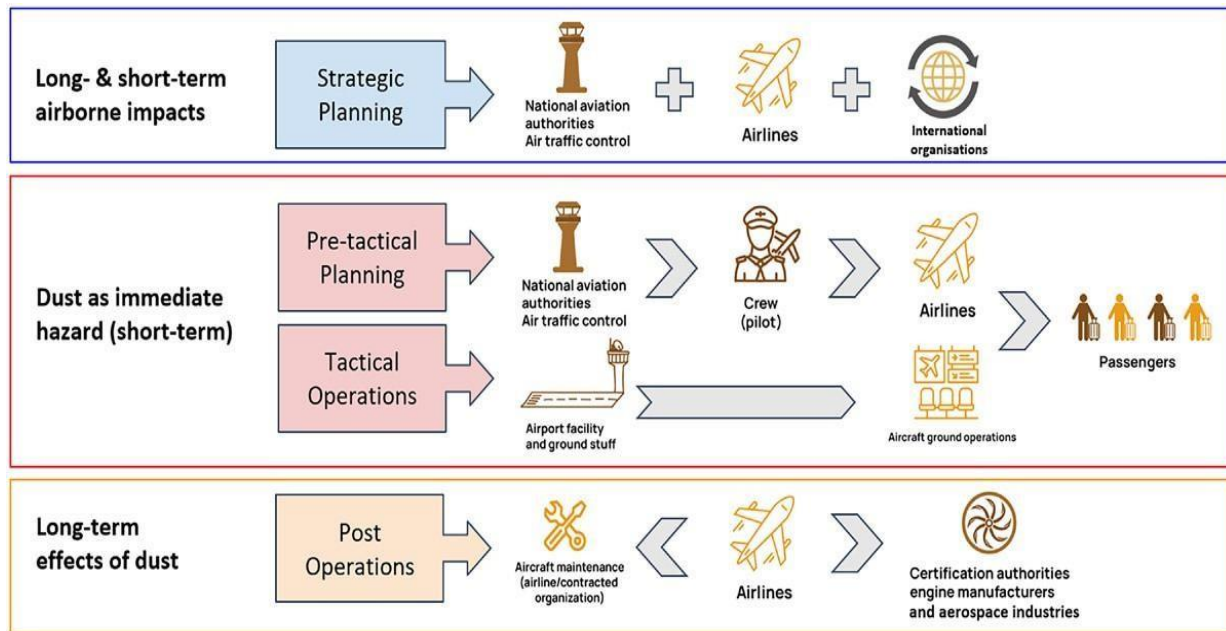 Long- & short-term
airborne impacts
Strategic
Planning
National aviation
authorities
Air traffic control
Airlines
International
organisations
Dust as immediate
hazard (short-term)
Pre-tactical
Planning
National aviation
authorities
Air traffic control
Crew
(pilot)
Airlines
Passengers
Tactical
Operations
Airport facility
and ground stuff
Aircraft ground operations
Long-term
effects of dust
Post
Operations
Aircraft maintenance
(airline/contracted
organization)
Airlines
Certification authorities
engine manufacturers
and aerospace industries